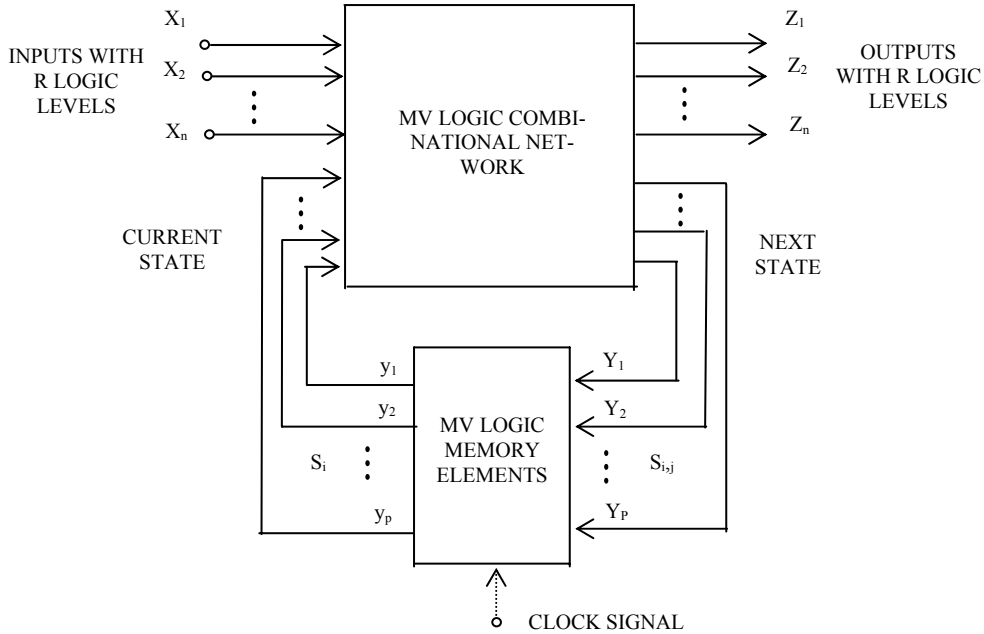 X₁
Z₁
INPUTS WITH
R LOGIC
LEVELS
X₂
Z₂
OUTPUTS
WITH R LOGIC
LEVELS
Xₙ
Zₙ
MV LOGIC COMBI-
NATIONAL NET-
WORK
CURRENT
STATE
NEXT
STATE
y₁
Y₁
y₂
Y₂
MV LOGIC
MEMORY
ELEMENTS
Sᵢ
Sᵢ,ⱼ
yₚ
Y_P
CLOCK SIGNAL